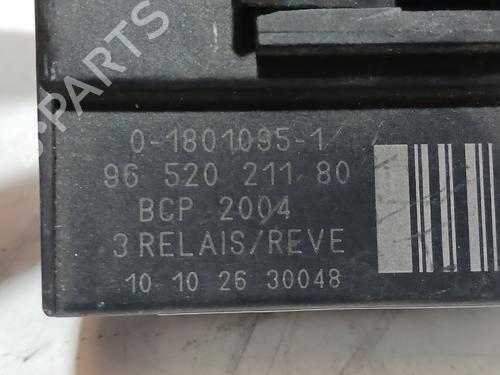 B-PARTS
0-1801095-1
96 520 211 80
BCP 2004
3 RELAIS/REVE
10 10 26 30048